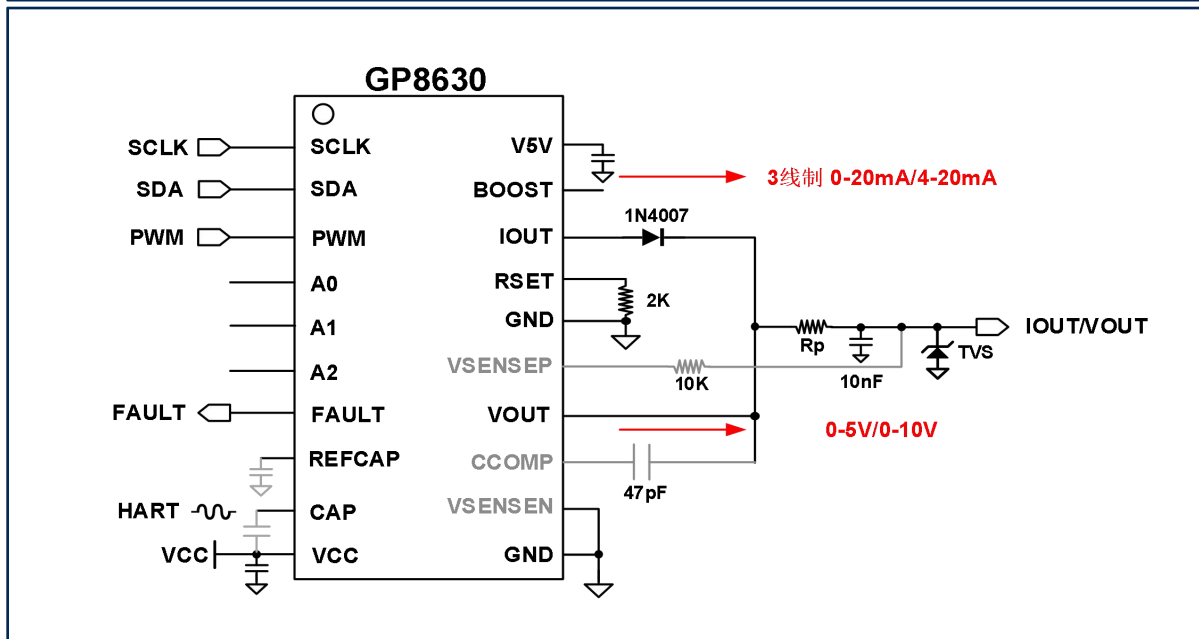 GP8630
SCLK
SCLK
V5V
SDA
SDA
BOOST
3线制 0-20mA/4-20mA
PWM
PWM
IOUT
1N4007
A0
RSET
2K
A1
GND
Rp
IOUT/VOUT
A2
VSENSEP
10K
10nF
TVS
FAULT
FAULT
VOUT
0-5V/0-10V
REFCAP
CCOMP
47pF
HART
CAP
VSENSEN
VCC
VCC
GND